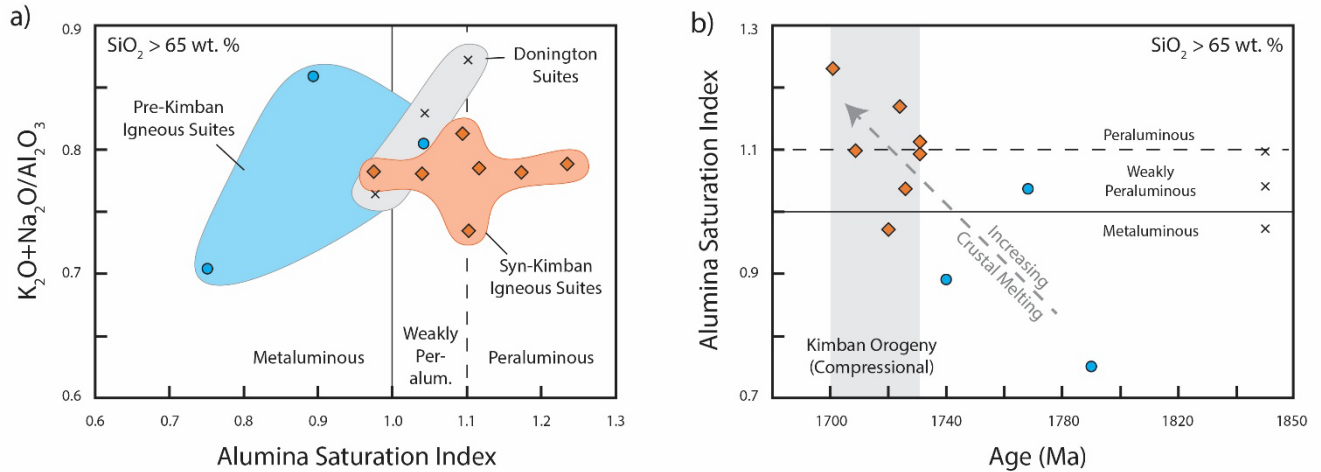 a)
SiO2 > 65 wt. %
Donington
Suites
Pre-Kimban
Igneous Suites
Syn-Kimban
Igneous Suites
Metaluminous
Weakly
Per-
alum.
Peraluminous
K2O+Na2O/Al2O3
0.9
0.8
0.7
0.6
0.6
0.7
0.8
0.9
1.0
1.1
1.2
1.3
Alumina Saturation Index
b)
SiO2 > 65 wt. %
Peraluminous
Weakly
Peraluminous
Metaluminous
Increasing
Crustal Melting
Kimban Orogeny
(Compressional)
Alumina Saturation Index
1.3
1.1
0.9
0.7
1700
1740
1780
1820
1850
Age (Ma)